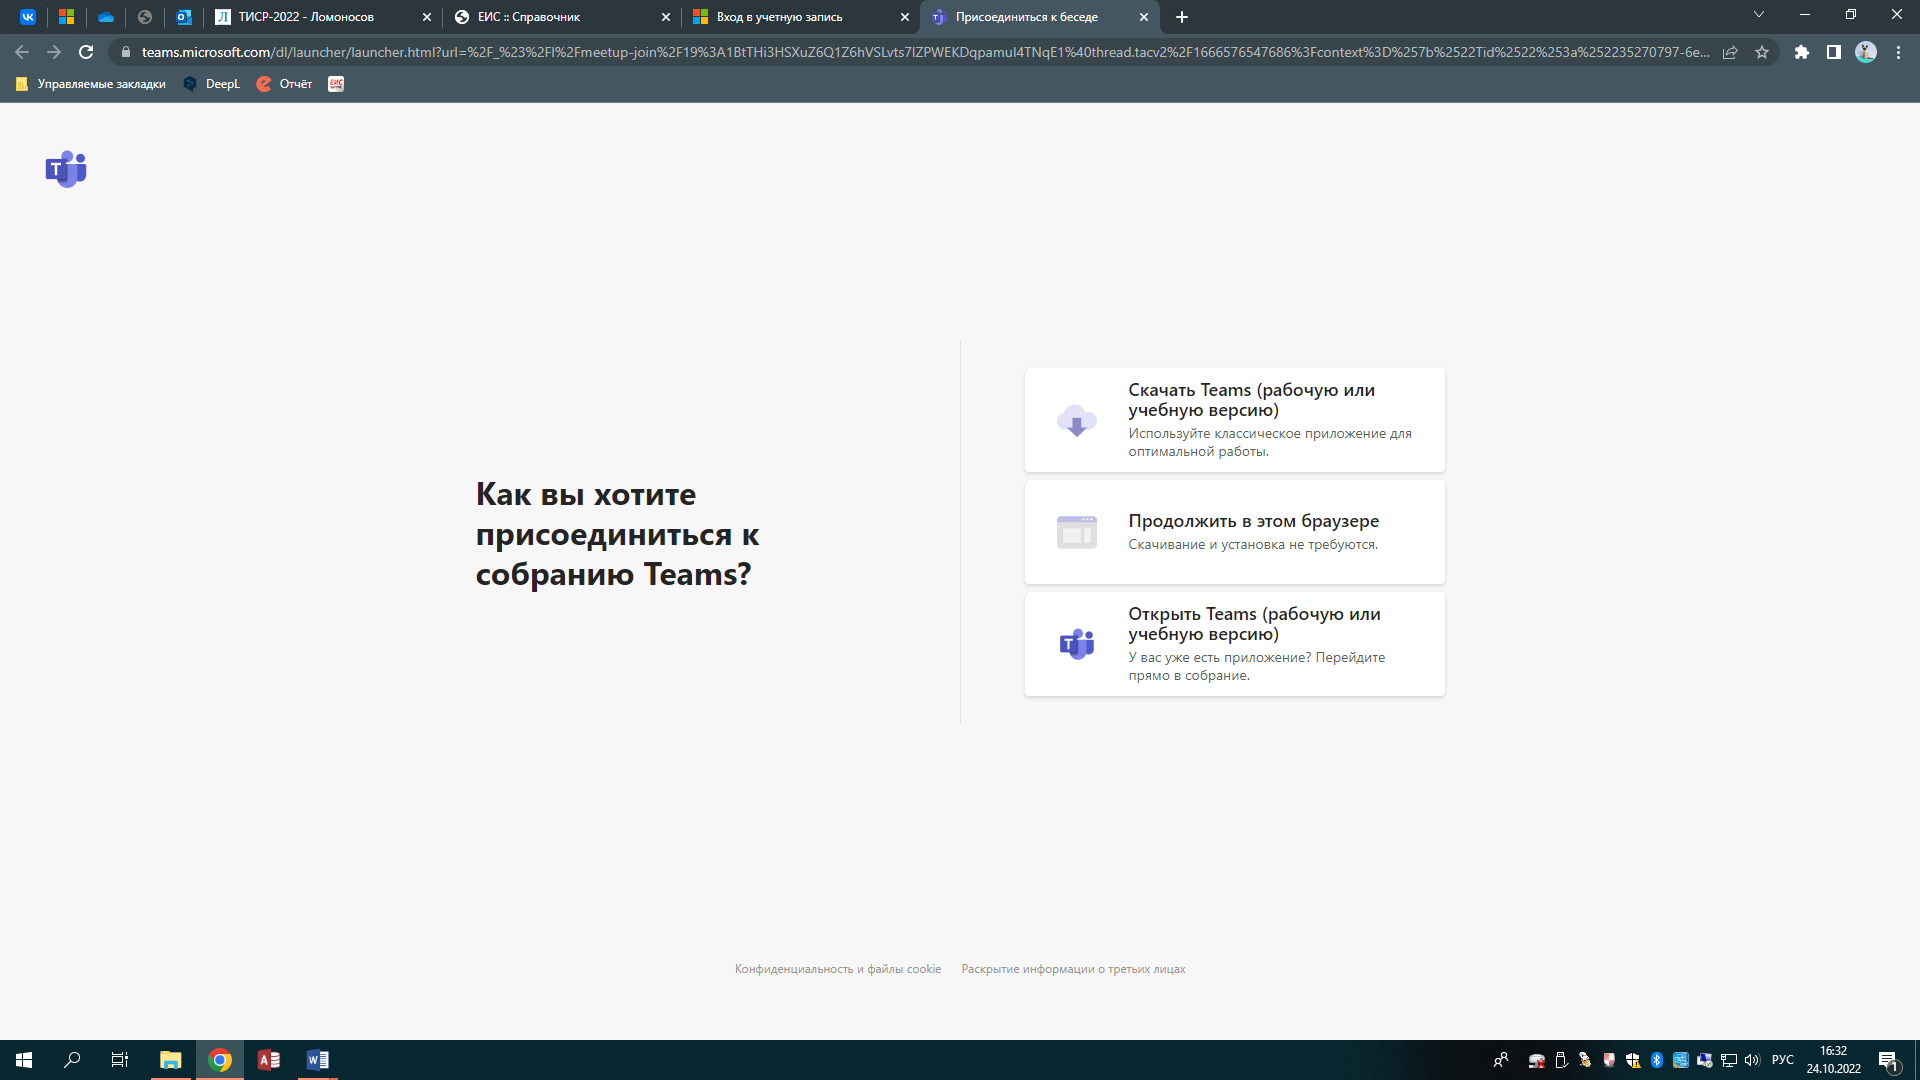 ТИСР-2022 - Ломоносов
ЕИС :: Справочник
Вход в учетную запись
Присоединиться к беседе
teams.microsoft.com/dl/launcher/launcher.html?url=%2F_%23%2Fl%2Fmeetup-join%2F19%3A1BtTHi3HSXuZ6Q1Z6hVSLvts7IZPWEKDqpamuI4TNqE1%40thread.tacv2%2F1666576547686%3Fcontext%3D%257b%2522Tid%2522%253a%252235270797-6e...
Управляемые закладки
DeepL
Отчёт
Скачать Teams (рабочую или
учебную версию)
Используйте классическое приложение для
оптимальной работы.
Как вы хотите
присоединиться к
собранию Teams?
Продолжить в этом браузере
Скачивание и установка не требуются.
Открыть Teams (рабочую или
учебную версию)
У вас уже есть приложение? Перейдите
прямо в собрание.
Конфиденциальность и файлы cookie
Раскрытие информации о третьих лицах
РУС
16:32
24.10.2022
1